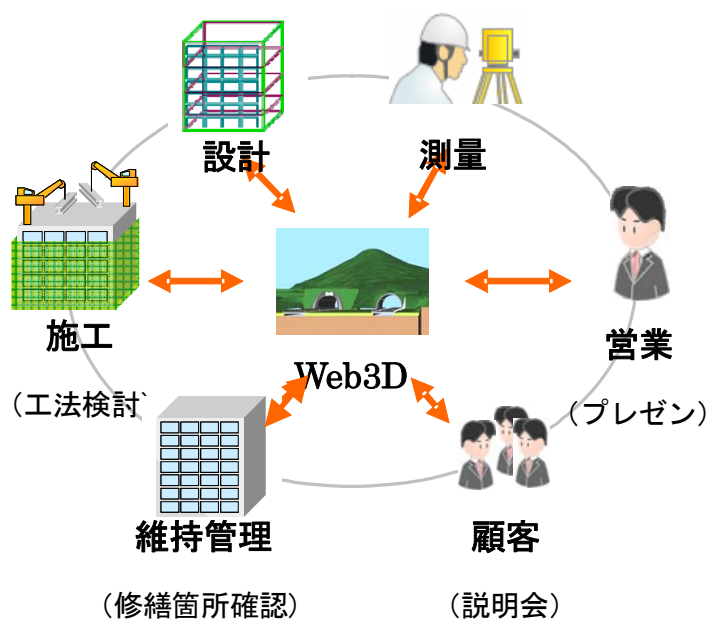 設計
測量
施工
（工法検討）
Web3D
営業
（プレゼン）
維持管理
（修繕箇所確認）
顧客
（説明会）